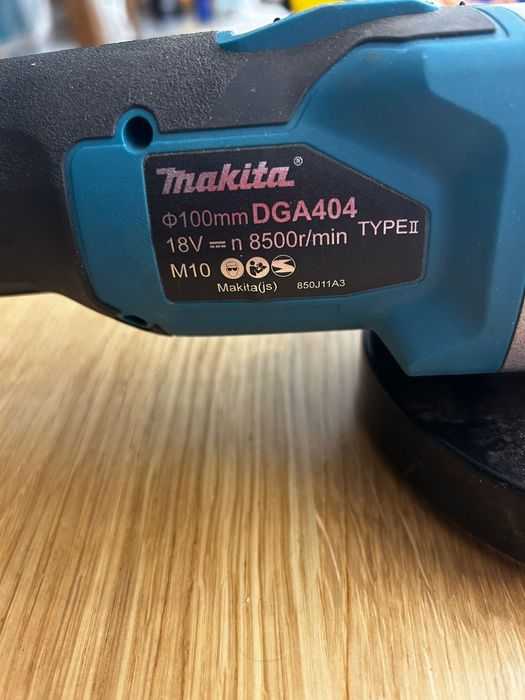 makita®
Φ100mm DGA404
18V ⎓ n 8500r/min TYPEⅡ
M10
Makita(js) 850J11A3